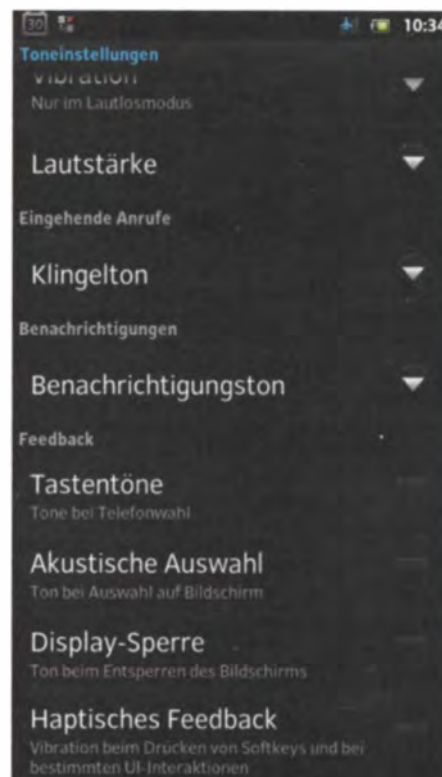 30
10:34
Toneinstellungen
Vibration
Nur im Lautlosmodus
Lautstärke
Eingehende Anrufe
Klingelton
Benachrichtigungen
Benachrichtigungston
Feedback
Tastentöne
Töne bei Telefonwahl
Akustische Auswahl
Ton bei Auswahl auf Bildschirm
Display-Sperre
Ton beim Entsperren des Bildschirms
Haptisches Feedback
Vibration beim Drücken von Softkeys und bei
bestimmten UI-Interaktionen